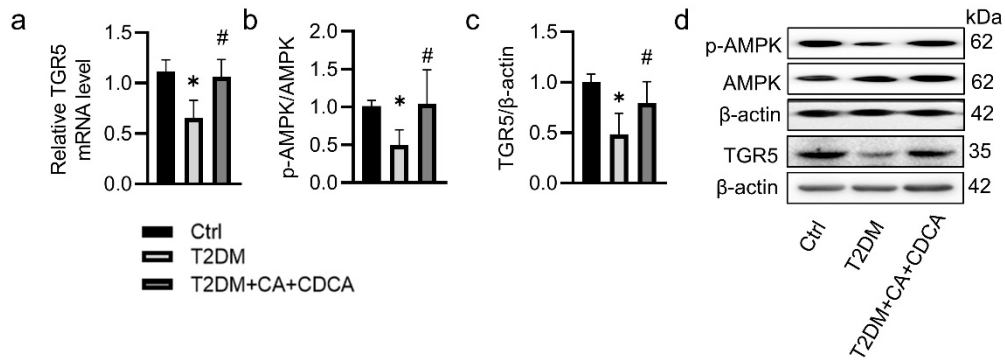 a
Relative TGR5
mRNA level
1.5
1.0
0.5
0.0
*
#
b
p-AMPK/AMPK
2.0
1.5
1.0
0.5
0.0
*
#
c
TGR5/β-actin
1.5
1.0
0.5
0.0
*
#
Ctrl
T2DM
T2DM+CA+CDCA
d
kDa
p-AMPK 62
AMPK 62
β-actin 42
TGR5 35
β-actin 42
Ctrl
T2DM
T2DM+CA+CDCA